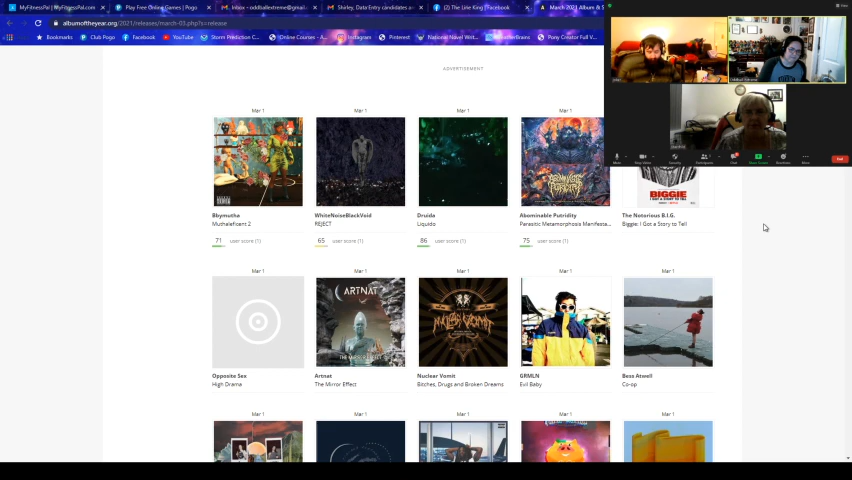 MyFitnessPal | MyFitnessPal.com
Play Free Online Games | Pogo
Inbox - oddballextreme@gmail
Shirley, Data Entry candidates a
(2) The Line King | Facebook
March 2021 Album & S
albumoftheyear.org/2021/releases/march-03.php?s=release
Bookmarks
Club Pogo
Facebook
YouTube
Storm Prediction C...
Online Courses - A...
Instagram
Pinterest
National Novel Writ...
Pony Creator Full V...
ADVERTISEMENT
Mar 1
Mar 1
Mar 1
Mar 1
Bbymutha
Muthaleficent 2
71 user score (1)
WhiteNoiseBlackVoid
REJECT
65 user score (1)
Druida
Liquido
86 user score (1)
Abominable Putridity
Parasitic Metamorphosis Manifesta...
75 user score (1)
BIGGIE
I GOT A STORY TO TELL
The Notorious B.I.G.
Biggie: I Got a Story to Tell
Mar 1
Mar 1
Mar 1
Mar 1
Mar 1
ARTNAT
THE MIRROR EFFECT
Opposite Sex
High Drama
Artnat
The Mirror Effect
Nuclear Vomit
Bitches, Drugs and Broken Dreams
GRMLN
Evil Baby
Bess Atwell
Co-op
Mar 1
Mar 1
Mar 1
Mar 1
Mar 1